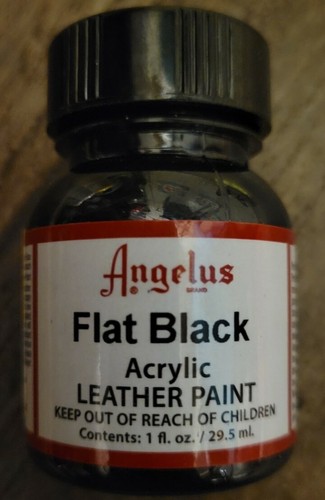 Angelus
BRAND
Flat Black
Acrylic
LEATHER PAINT
KEEP OUT OF REACH OF CHILDREN
Contents: 1 fl. oz. / 29.5 ml.